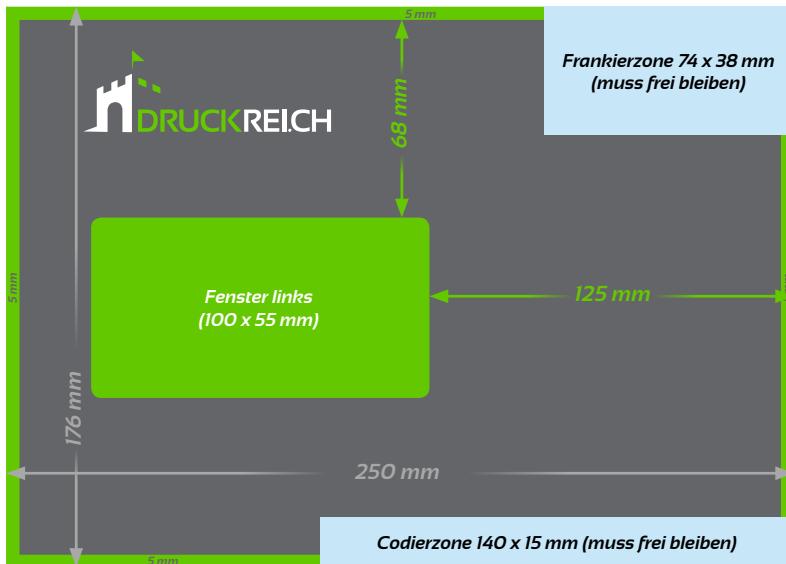 5 mm
Frankierzone 74 x 38 mm
(muss frei bleiben)
DRUCKREI.CH
68 mm
5 mm
Fenster links
(100 x 55 mm)
125 mm
176 mm
250 mm
Codierzone 140 x 15 mm (muss frei bleiben)
5 mm